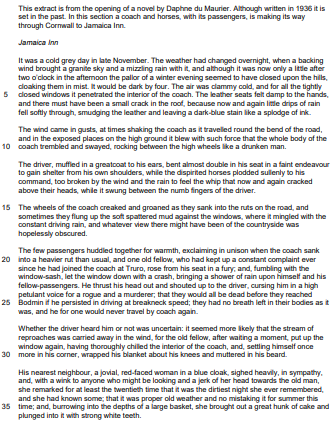 This extract is from the opening of a novel by Daphne du Maurier. Although written in 1936 it is
set in the past. In this section a coach and horses, with its passengers, is making its way
through Cornwall to Jamaica Inn.
Jamaica Inn
It was a cold grey day in late November. The weather had changed overnight, when a backing
wind brought a granite sky and a mizzling rain with it, and although it was now only a little after
two o'clock in the afternoon the pallor of a winter evening seemed to have closed upon the hills,
cloaking them in mist. It would be dark by four. The air was clammy cold, and for all the tightly
5 closed windows it penetrated the interior of the coach. The leather seats felt damp to the hands,
and there must have been a small crack in the roof, because now and again little drips of rain
fell softly through, smudging the leather and leaving a dark-blue stain like a splodge of ink.
The wind came in gusts, at times shaking the coach as it travelled round the bend of the road,
and in the exposed places on the high ground it blew with such force that the whole body of the
10 coach trembled and swayed, rocking between the high wheels like a drunken man.
The driver, muffled in a greatcoat to his ears, bent almost double in his seat in a faint endeavour
to gain shelter from his own shoulders, while the dispirited horses plodded sullenly to his
command, too broken by the wind and the rain to feel the whip that now and again cracked
above their heads, while it swung between the numb fingers of the driver.
15 The wheels of the coach creaked and groaned as they sank into the ruts on the road, and
sometimes they flung up the soft spattered mud against the windows, where it mingled with the
constant driving rain, and whatever view there might have been of the countryside was
hopelessly obscured.
The few passengers huddled together for warmth, exclaiming in unison when the coach sank
20 into a heavier rut than usual, and one old fellow, who had kept up a constant complaint ever
since he had joined the coach at Truro, rose from his seat in a fury; and, fumbling with the
window-sash, let the window down with a crash, bringing a shower of rain upon himself and his
fellow-passengers. He thrust his head out and shouted up to the driver, cursing him in a high
petulant voice for a rogue and a murderer; that they would all be dead before they reached
25 Bodmin if he persisted in driving at breakneck speed; they had no breath left in their bodies as it
was, and he for one would never travel by coach again.
Whether the driver heard him or not was uncertain: it seemed more likely that the stream of
reproaches was carried away in the wind, for the old fellow, after waiting a moment, put up the
window again, having thoroughly chilled the interior of the coach, and, settling himself once
30 more in his corner, wrapped his blanket about his knees and muttered in his beard.
His nearest neighbour, a jovial, red-faced woman in a blue cloak, sighed heavily, in sympathy,
and, with a wink to anyone who might be looking and a jerk of her head towards the old man,
she remarked for at least the twentieth time that it was the dirtiest night she ever remembered,
and she had known some; that it was proper old weather and no mistaking it for summer this
35 time; and, burrowing into the depths of a large basket, she brought out a great hunk of cake and
plunged into it with strong white teeth.